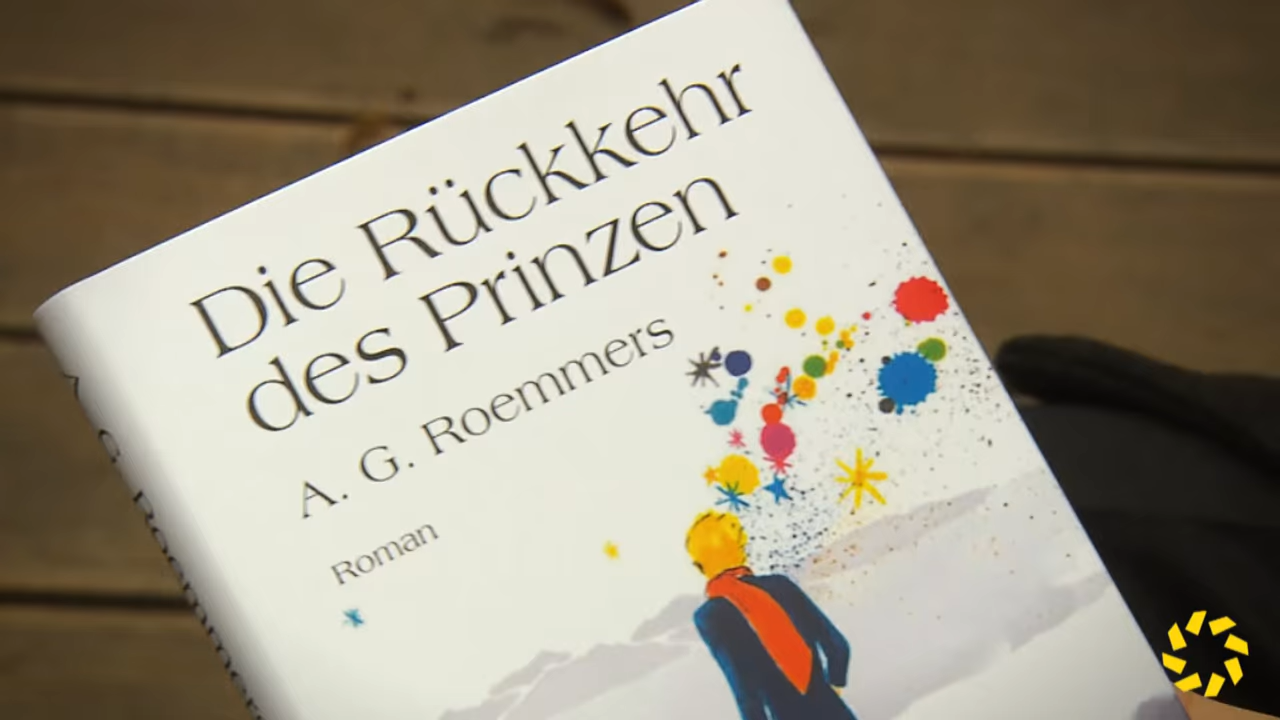 Die Rückkehr
des Prinzen
A. G. Roemmers
Roman
A. G.